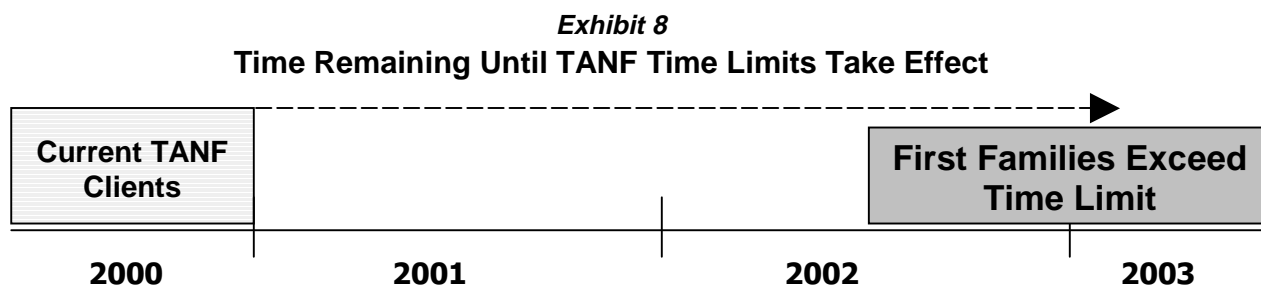 Exhibit 8
Time Remaining Until TANF Time Limits Take Effect
Current TANF
Clients
First Families Exceed
Time Limit
2000 2001 2002 2003